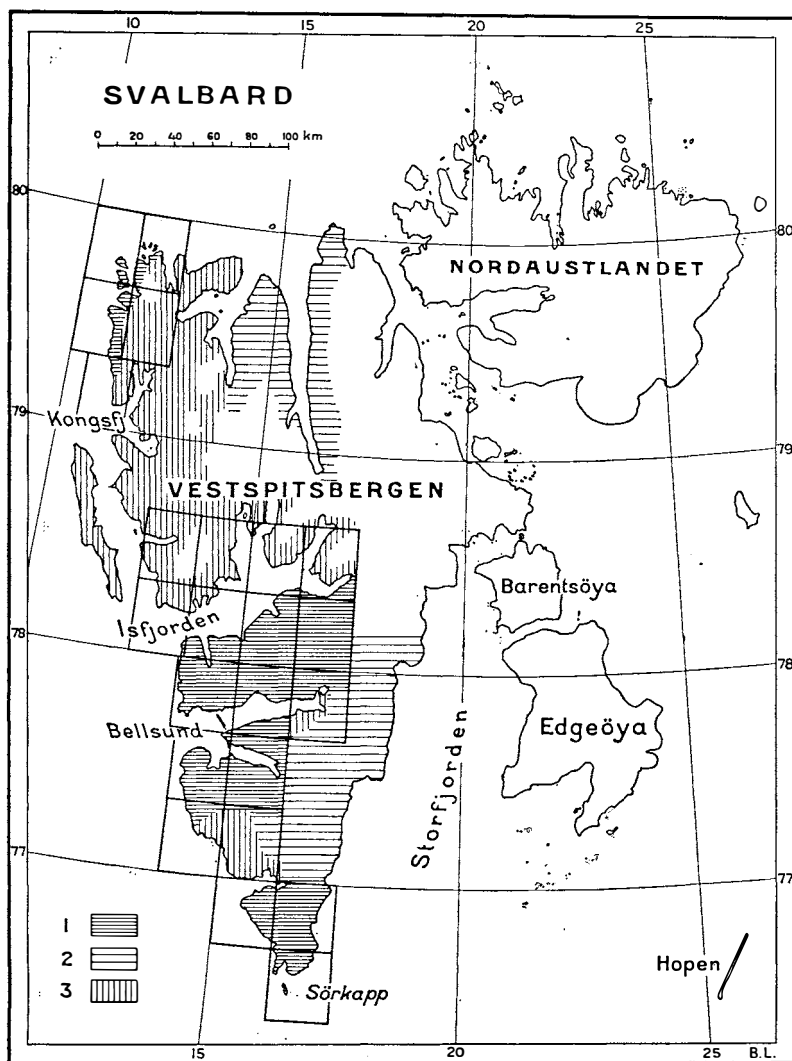 10 15 20 25
SVALBARD
0 20 40 60 80 100 km
80 80
NORDAUSTLANDET
79 79
Kongsfj
VESTSPITSBERGEN
Barentsöya
Isfjorden
78 78
Bellsund
Edgeöya
Storfjorden
77 77
1
2
3
Hopen
Sörkapp
15 20 25 B.L.